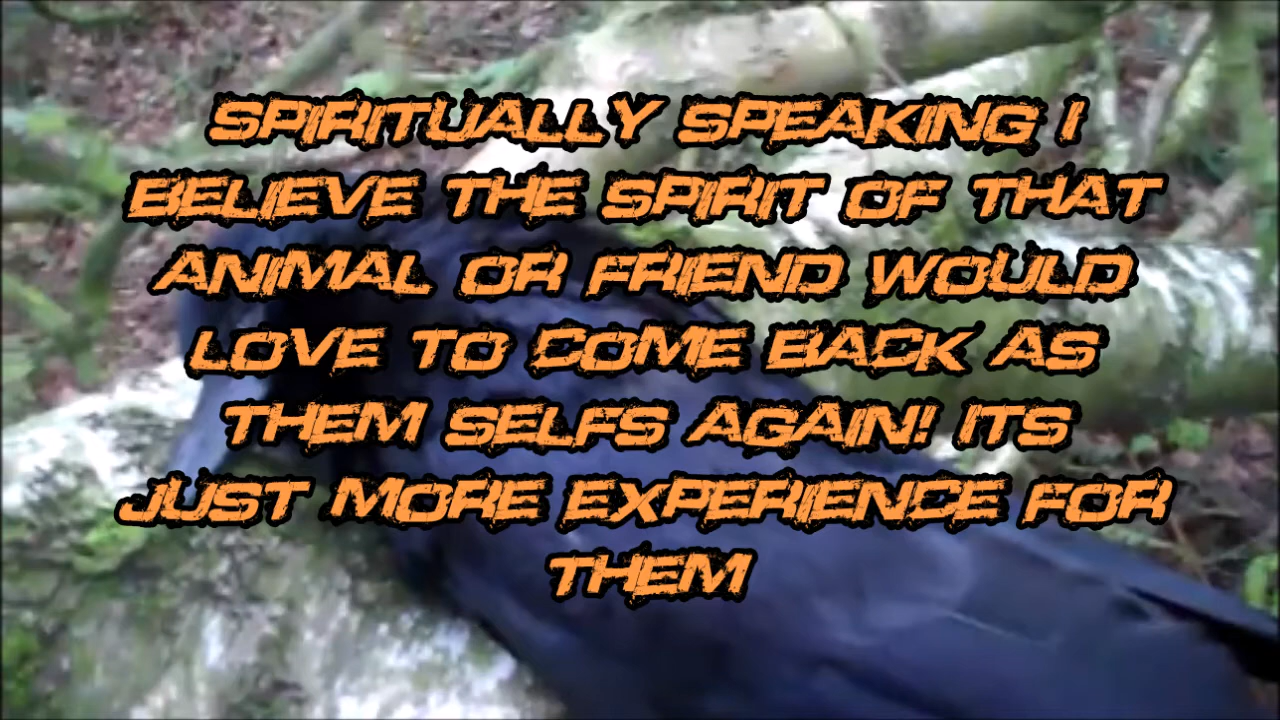 SPIRITUALLY SPEAKING I
BELIEVE THE SPIRIT OF THAT
ANIMAL OR FRIEND WOULD
LOVE TO COME BACK AS
THEM SELFS AGAIN! ITS
JUST MORE EXPERIENCE FOR
THEM